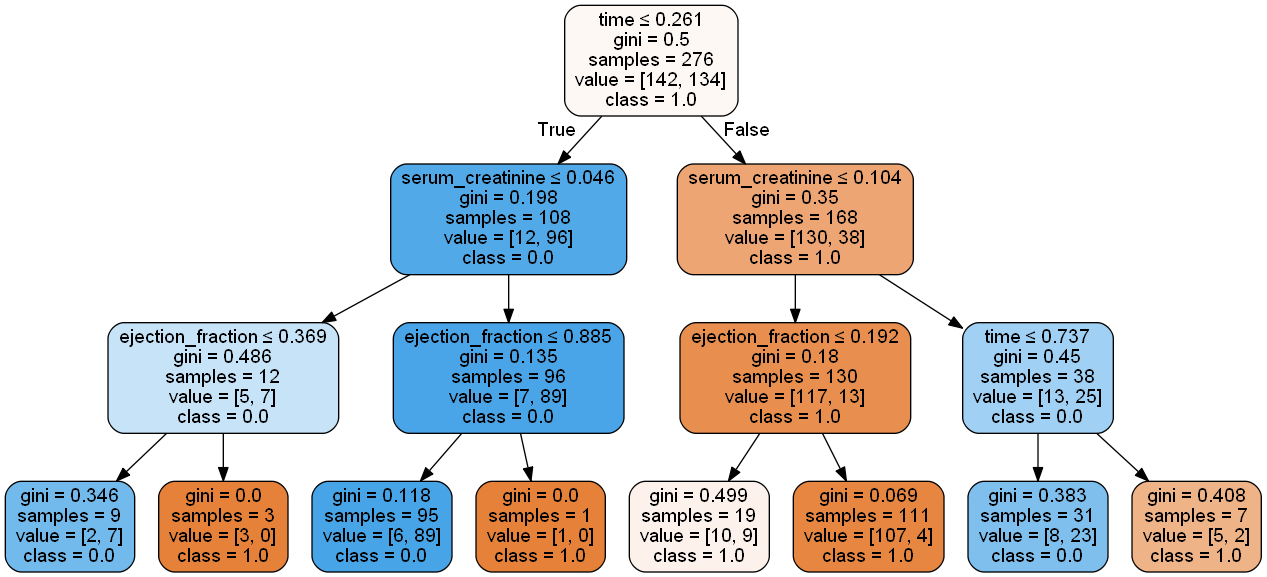 time ≤ 0.261
gini = 0.5
samples = 276
value = [142, 134]
class = 1.0
True
False
serum_creatinine ≤ 0.046
gini = 0.198
samples = 108
value = [12, 96]
class = 0.0
serum_creatinine ≤ 0.104
gini = 0.35
samples = 168
value = [130, 38]
class = 1.0
ejection_fraction ≤ 0.369
gini = 0.486
samples = 12
value = [5, 7]
class = 0.0
ejection_fraction ≤ 0.885
gini = 0.135
samples = 96
value = [7, 89]
class = 0.0
ejection_fraction ≤ 0.192
gini = 0.18
samples = 130
value = [117, 13]
class = 1.0
time ≤ 0.737
gini = 0.45
samples = 38
value = [13, 25]
class = 0.0
gini = 0.346
samples = 9
value = [2, 7]
class = 0.0
gini = 0.0
samples = 3
value = [3, 0]
class = 1.0
gini = 0.118
samples = 95
value = [6, 89]
class = 0.0
gini = 0.0
samples = 1
value = [1, 0]
class = 1.0
gini = 0.499
samples = 19
value = [10, 9]
class = 1.0
gini = 0.069
samples = 111
value = [107, 4]
class = 1.0
gini = 0.383
samples = 31
value = [8, 23]
class = 0.0
gini = 0.408
samples = 7
value = [5, 2]
class = 1.0